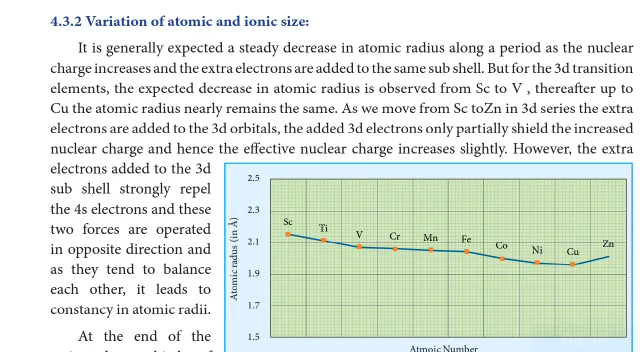 4.3.2 Variation of atomic and ionic size:
It is generally expected a steady decrease in atomic radius along a period as the nuclear
charge increases and the extra electrons are added to the same sub shell. But for the 3d transition
elements, the expected decrease in atomic radius is observed from Sc to V , thereafter up to
Cu the atomic radius nearly remains the same. As we move from Sc toZn in 3d series the extra
electrons are added to the 3d orbitals, the added 3d electrons only partially shield the increased
nuclear charge and hence the effective nuclear charge increases slightly. However, the extra
electrons added to the 3d
sub shell strongly repel
the 4s electrons and these
two forces are operated
in opposite direction and
as they tend to balance
each other, it leads to
constancy in atomic radii.
At the end of the
2.5
2.3
2.1
1.9
1.7
1.5
Atomic radus (in Å)
Sc
Ti
V
Cr
Mn
Fe
Co
Ni
Cu
Zn
Atmoic Number